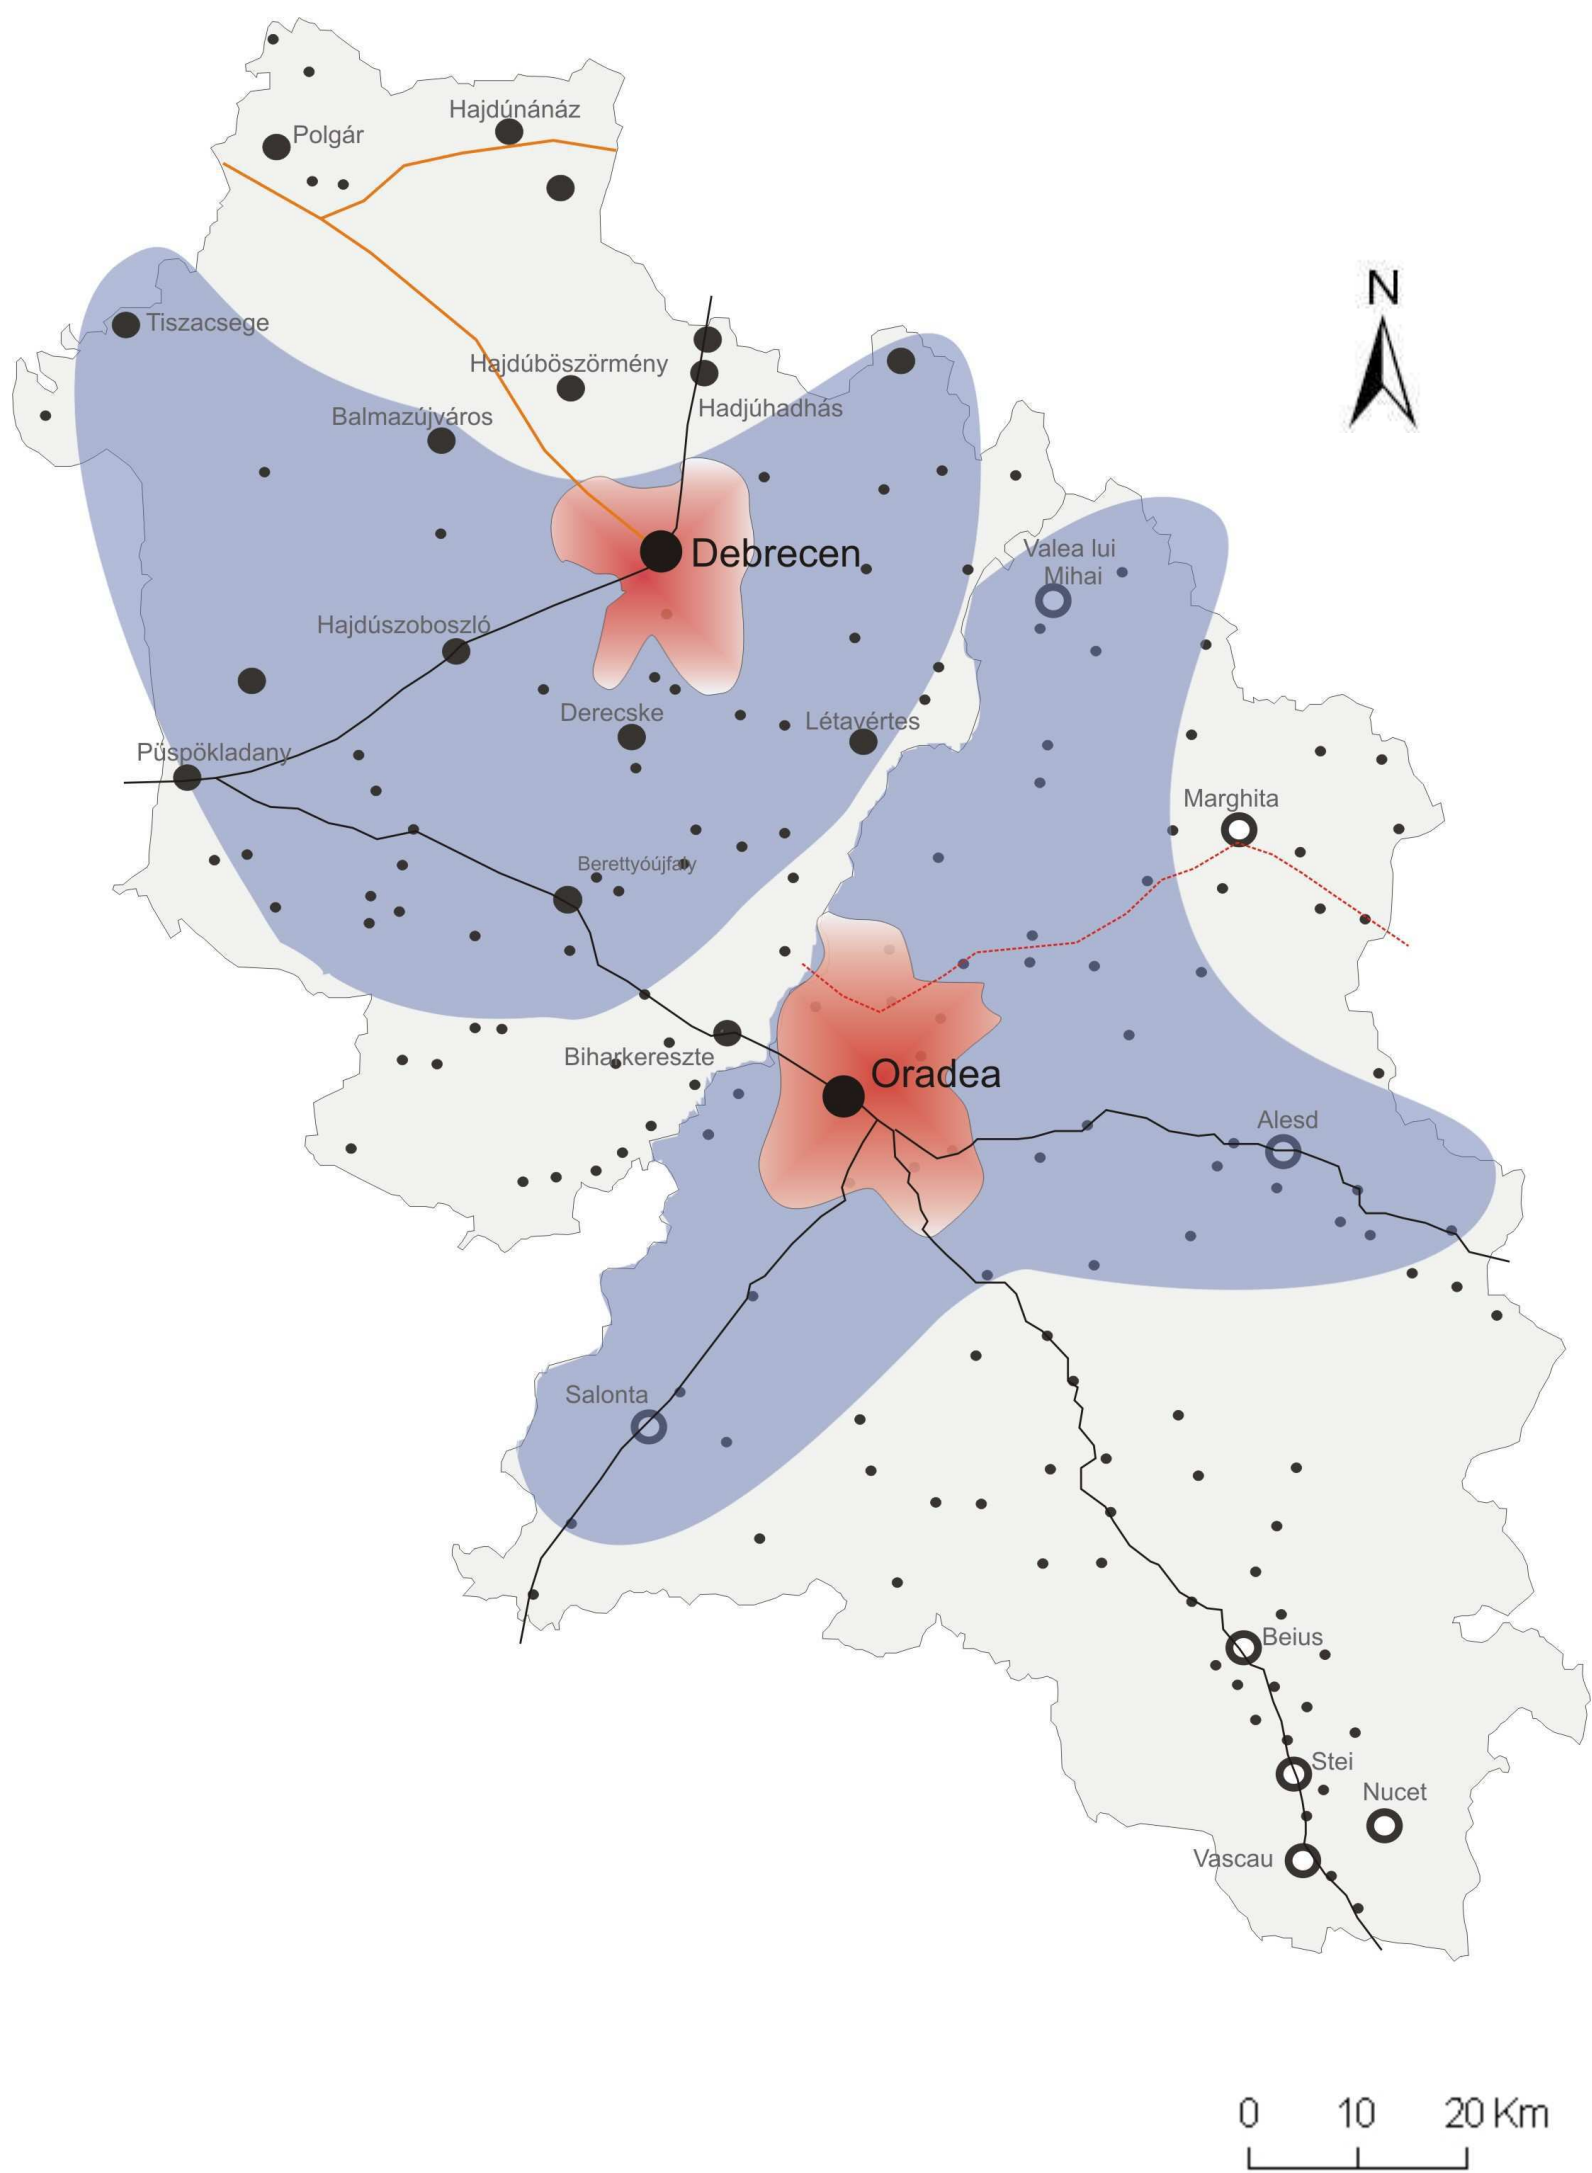 Hajdúnánáz
Polgár
N
Tiszacsege
Hajdúböszörmény
Hadjúhadhás
Balmazújváros
Debrecen
Valea lui
Mihai
Hajdúszoboszló
Derecske
Létavértes
Püspökladany
Marghita
Berettyóújfaly
Biharkereszte
Oradea
Alesd
Salonta
Beius
Stei
Nucet
Vascau
0 10 20 Km